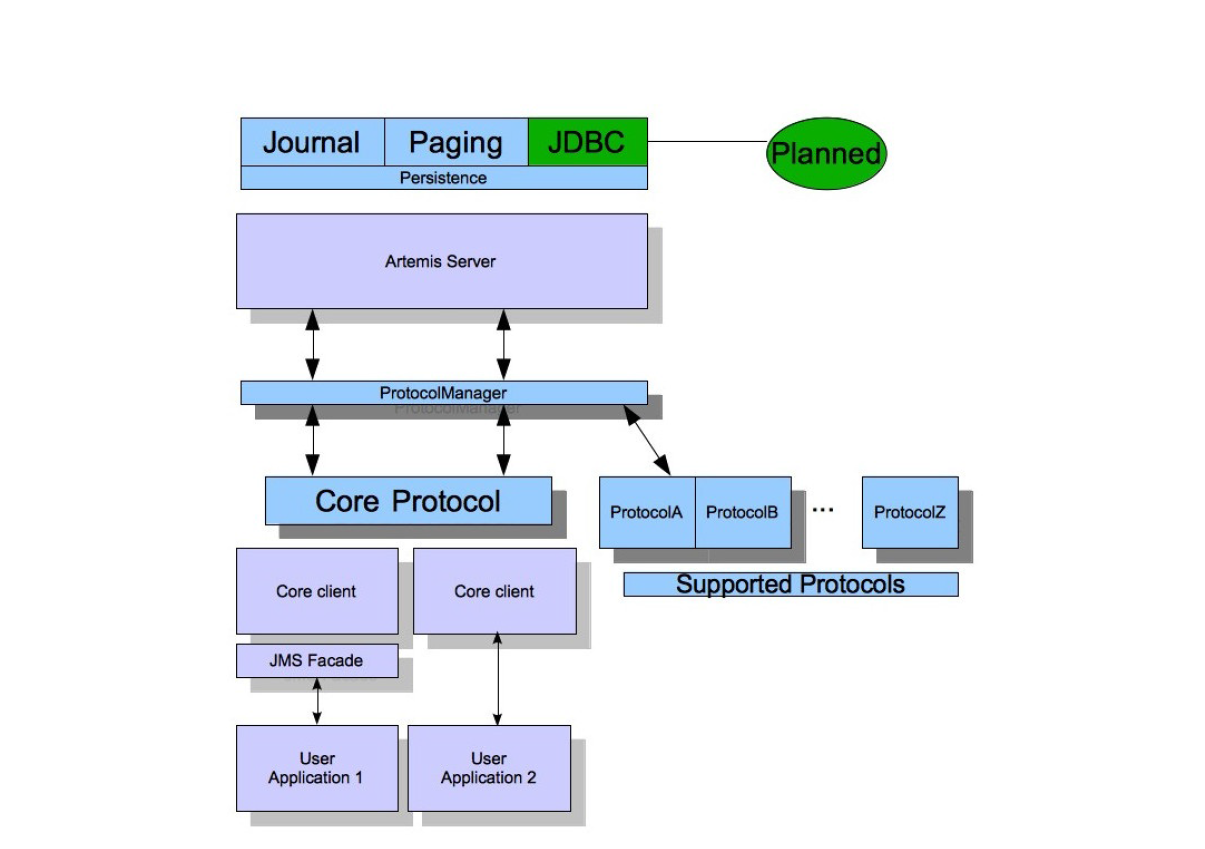 Journal
Paging
JDBC
Planned
Persistence
Artemis Server
ProtocolManager
ProtocolManager
Core Protocol
ProtocolA
ProtocolB
...
ProtocolZ
Supported Protocols
Core client
Core client
JMS Facade
User
Application 1
User
Application 2